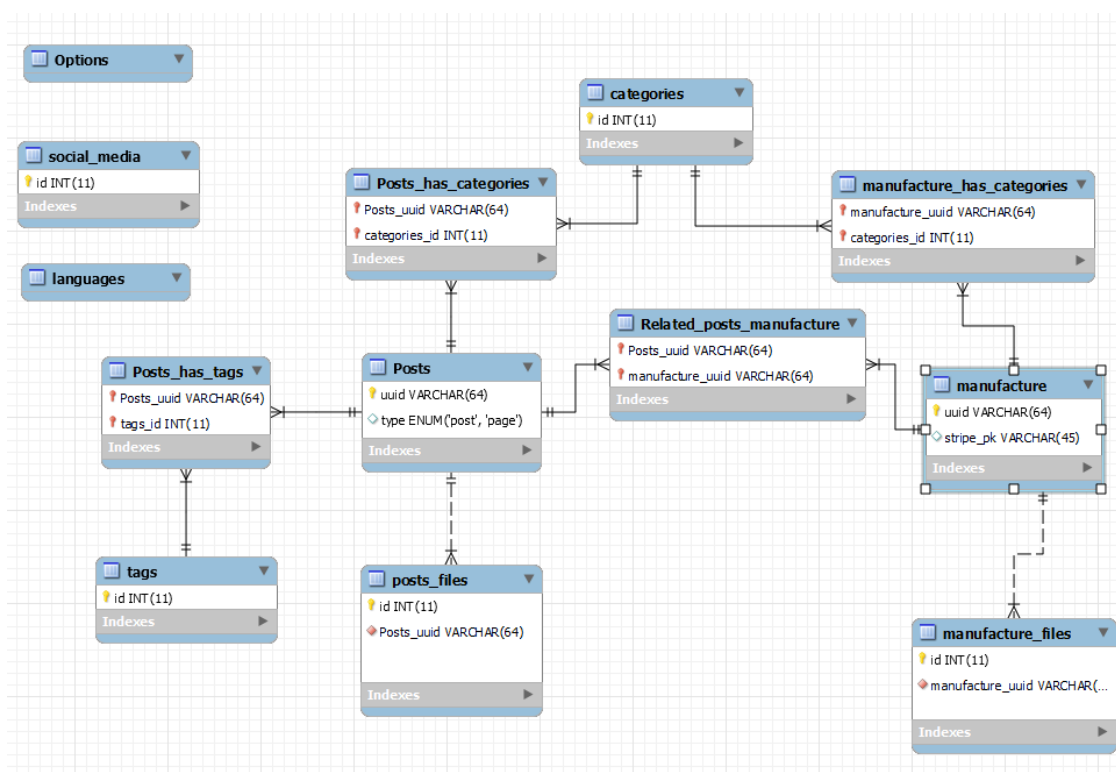 Options
social_media
id INT(11)
Indexes
languages
categories
id INT(11)
Indexes
Posts_has_categories
Posts_uuid VARCHAR(64)
categories_id INT(11)
Indexes
manufacture_has_categories
manufacture_uuid VARCHAR(64)
categories_id INT(11)
Indexes
Related_posts_manufacture
Posts_uuid VARCHAR(64)
manufacture_uuid VARCHAR(64)
Indexes
Posts_has_tags
Posts_uuid VARCHAR(64)
tags_id INT(11)
Indexes
Posts
uuid VARCHAR(64)
type ENUM('post', 'page')
Indexes
manufacture
uuid VARCHAR(64)
stripe_pk VARCHAR(45)
Indexes
tags
id INT(11)
Indexes
posts_files
id INT(11)
Posts_uuid VARCHAR(64)
Indexes
manufacture_files
id INT(11)
manufacture_uuid VARCHAR(...
Indexes